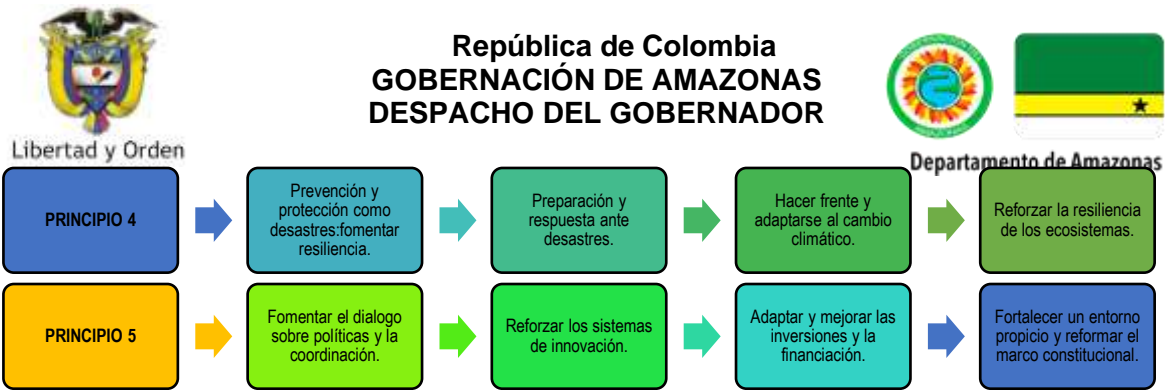 República de Colombia
GOBERNACIÓN DE AMAZONAS
DESPACHO DEL GOBERNADOR
Libertad y Orden
Departamento de Amazonas
PRINCIPIO 4
Prevención y
protección como
desastres:fomentar
resiliencia.
Preparación y
respuesta ante
desastres.
Hacer frente y
adaptarse al cambio
climático.
Reforzar la resiliencia
de los ecosistemas.
PRINCIPIO 5
Fomentar el dialogo
sobre políticas y la
coordinación.
Reforzar los sistemas
de innovación.
Adaptar y mejorar las
inversiones y la
financiación.
Fortalecer un entorno
propicio y reformar el
marco constitucional.